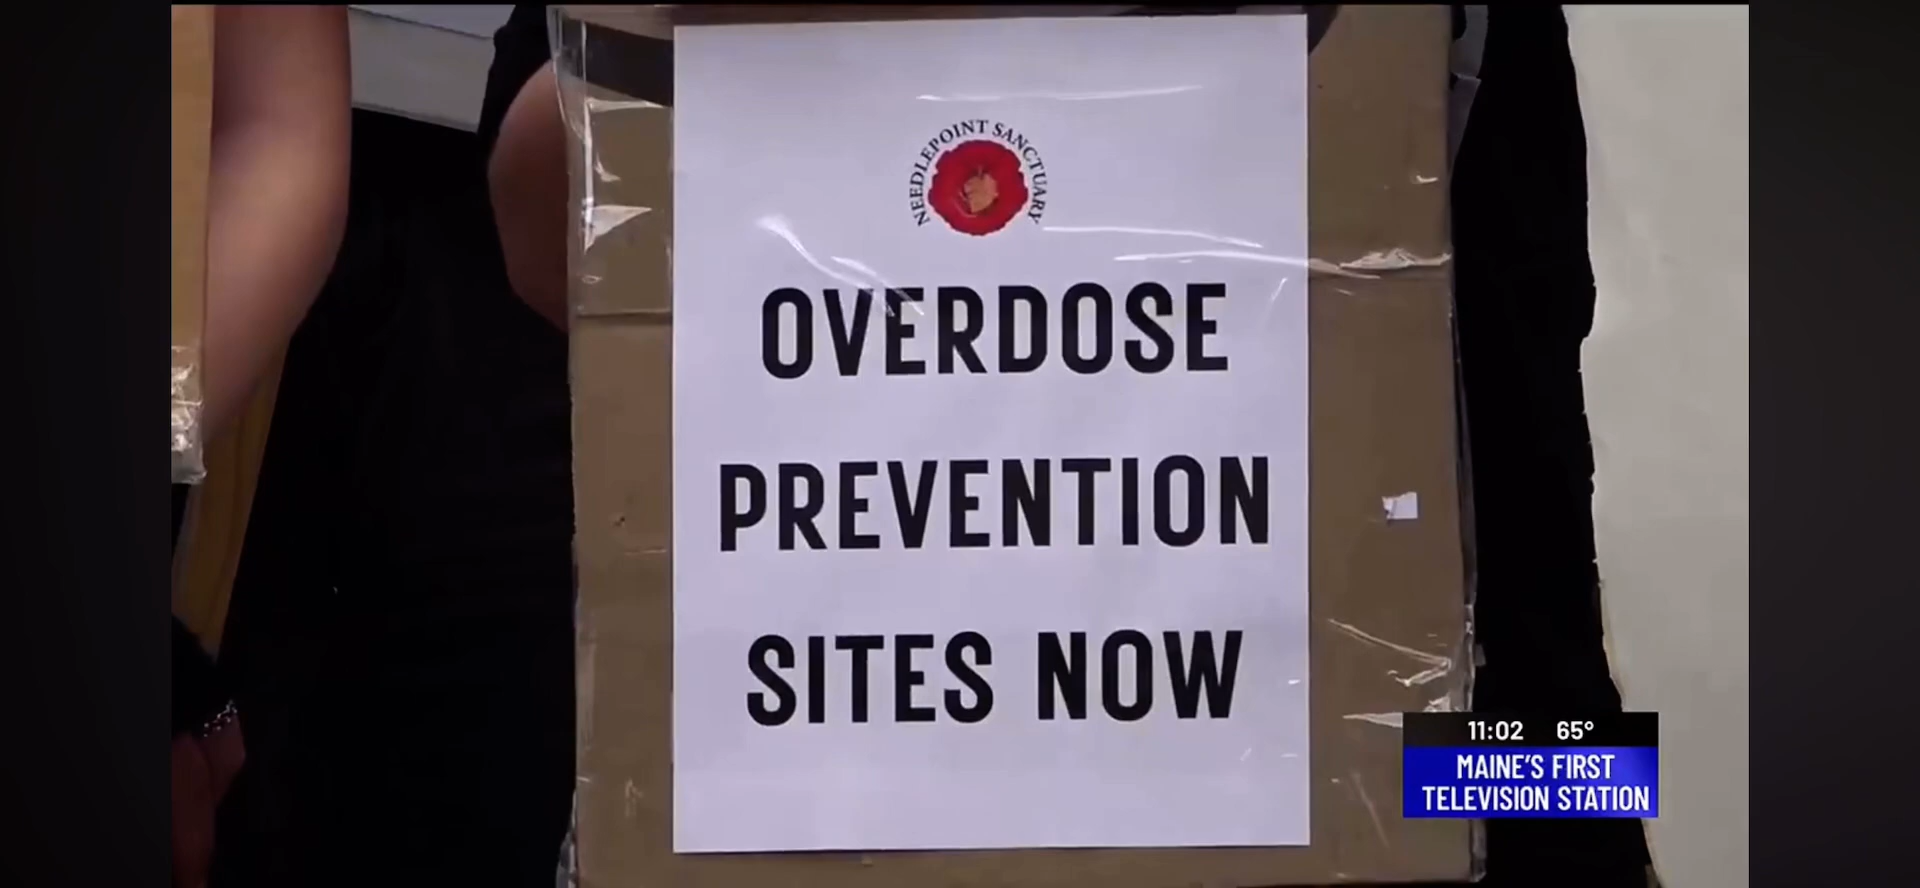 NEEDLEPOINT SANCTUARY
OVERDOSE
PREVENTION
SITES NOW
11:02 65°
MAINE'S FIRST
TELEVISION STATION